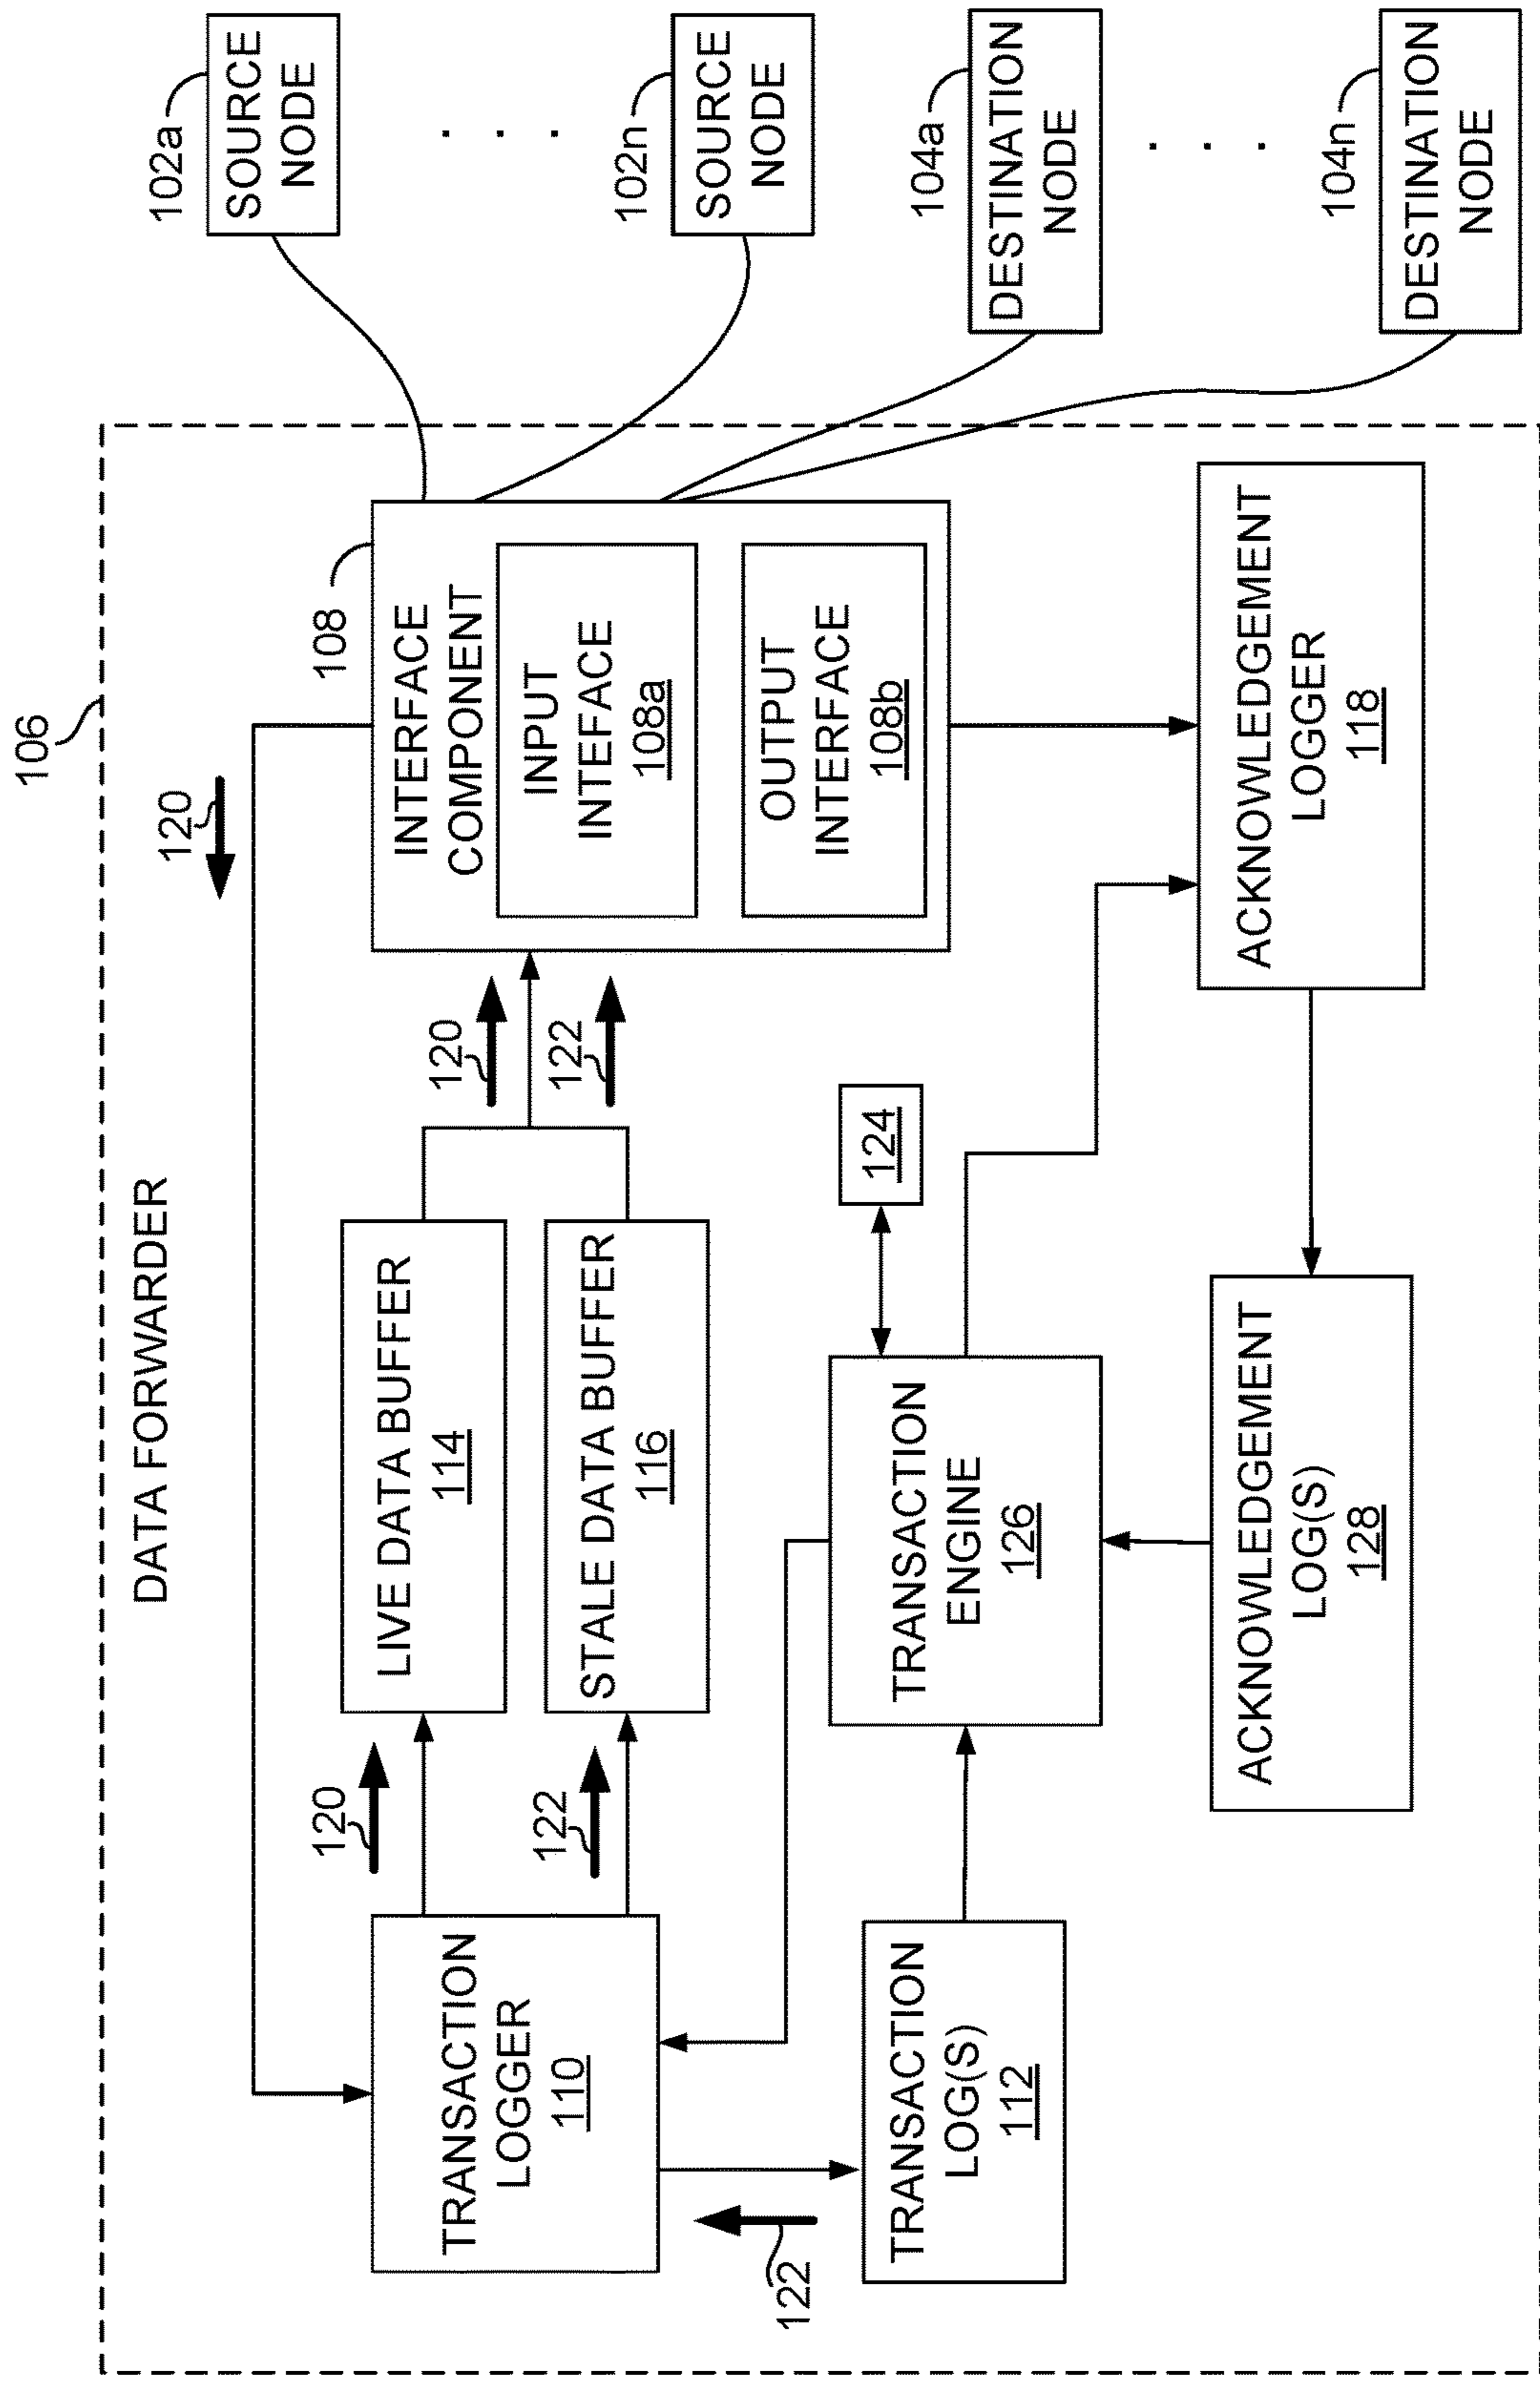 106
DATA FORWARDER
120
108
INTERFACE
COMPONENT
INPUT
INTEFACE
108a
OUTPUT
INTERFACE
108b
102a
SOURCE
NODE
. . .
102n
SOURCE
NODE
104a
DESTINATION
NODE
. . .
104n
DESTINATION
NODE
120
LIVE DATA BUFFER
114
120
122
STALE DATA BUFFER
116
122
TRANSACTION
LOGGER
110
122
TRANSACTION
LOG(S)
112
TRANSACTION
ENGINE
126
124
ACKNOWLEDGEMENT
LOG(S)
128
ACKNOWLEDGEMENT
LOGGER
118